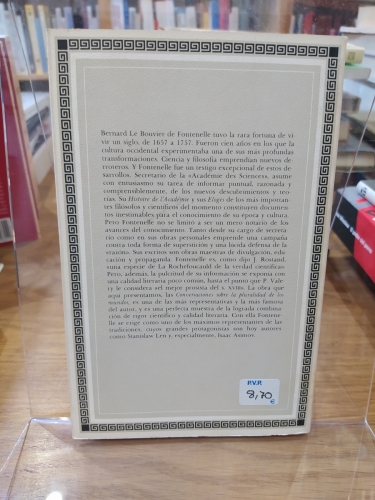 Bernard Le Bouvier de Fontenelle tuvo la rara fortuna de vi-
vir un siglo, de 1657 a 1757. Fueron cien años en los que la
cultura occidental experimentaba una de sus más profundas
transformaciones. Ciencia y filosofía emprendían nuevos de-
rroteros. Y Fontenelle fue un testigo excepcional de estos de-
sarrollos. Secretario de la «Académie des Sciences», asume
con entusiasmo su tarea de informar puntual, razonada y
comprensiblemente, de los nuevos descubrimientos y teo-
rías. Su Histoire de l'Académie y sus Eloges de los más impor-
tantes filósofos y científicos del momento constituyen documen-
tos inestimables para el conocimiento de su época y cultura.
Pero Fontenelle no se limitó a ser un mero notario de los
avances del conocimiento. Tanto desde su cargo de secreta-
rio como en sus obras personales emprende una campaña
contra toda forma de superstición y una lúcida defensa de la
razón. Sus escritos son obras maestras de divulgación, edu-
cación y propaganda. Fontenelle es, como dijo J. Rostand,
«una especie de La Rochefoucauld de la verdad científica».
Pero, además, la pulcritud de su información se expresa con
una calidad literaria poco común, hasta el punto que P. Valé-
ry le considera «el mejor prosista del s. XVIII». La obra que
aquí presentamos, las Conversaciones sobre la pluralidad de los
mundos, es una de las más representativas y la más famosa
del autor, y es una perfecta muestra de la lograda combina-
ción de rigor científico y calidad literaria. Con ella Fontene-
lle se erige como uno de los máximos representantes de las
tradiciones, cuyos grandes protagonistas son hoy autores
como Stanislaw Lem y, especialmente, Isaac Asimov.
P.V.P.
8,70
€